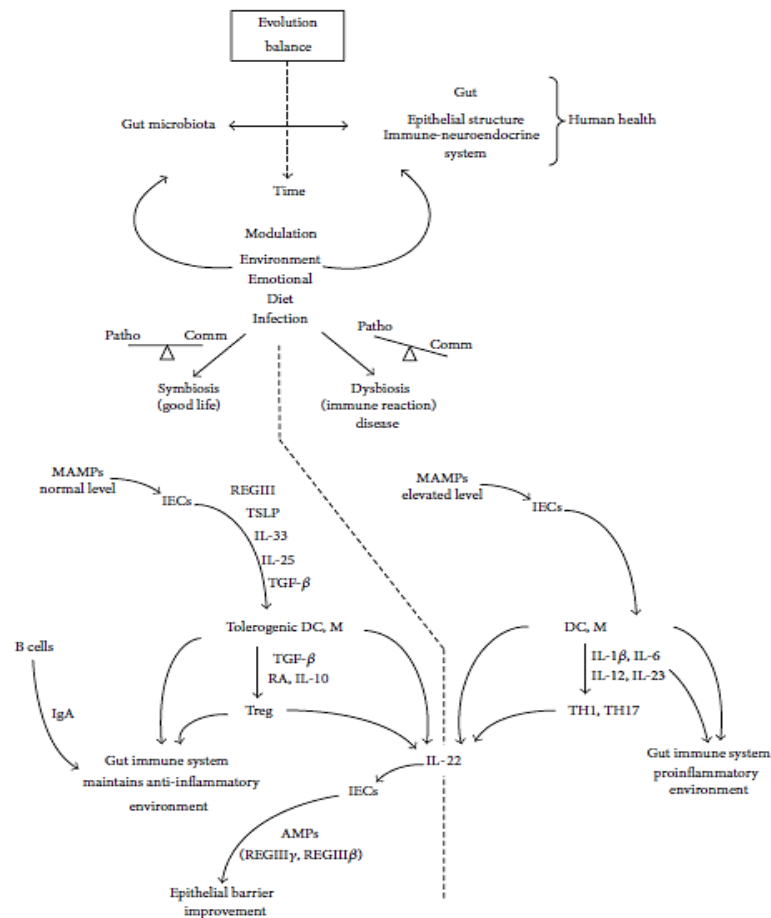 Evolution
balance
Gut microbiota
Gut
Epithelial structure
Immune-neuroendocrine
system
Human health
Time
Modulation
Environment
Emotional
Diet
Infection
Patho Comm
Patho
Comm
Symbiosis
(good life)
Dysbiosis
(immune reaction)
disease
MAMPs
normal level
IECs
REGIII
TSLP
IL-33
IL-25
TGF-β
MAMPs
elevated level
IECs
Tolerogenic DC, M
DC, M
B cells
TGF-β
RA, IL-10
IL-1β, IL-6
IL-12, IL-23
IgA
Treg
TH1, TH17
Gut immune system
maintains anti-inflammatory
environment
IL-22
Gut immune system
proinflammatory
environment
IECs
AMPs
(REGIIIγ, REGIIIβ)
Epithelial barrier
improvement